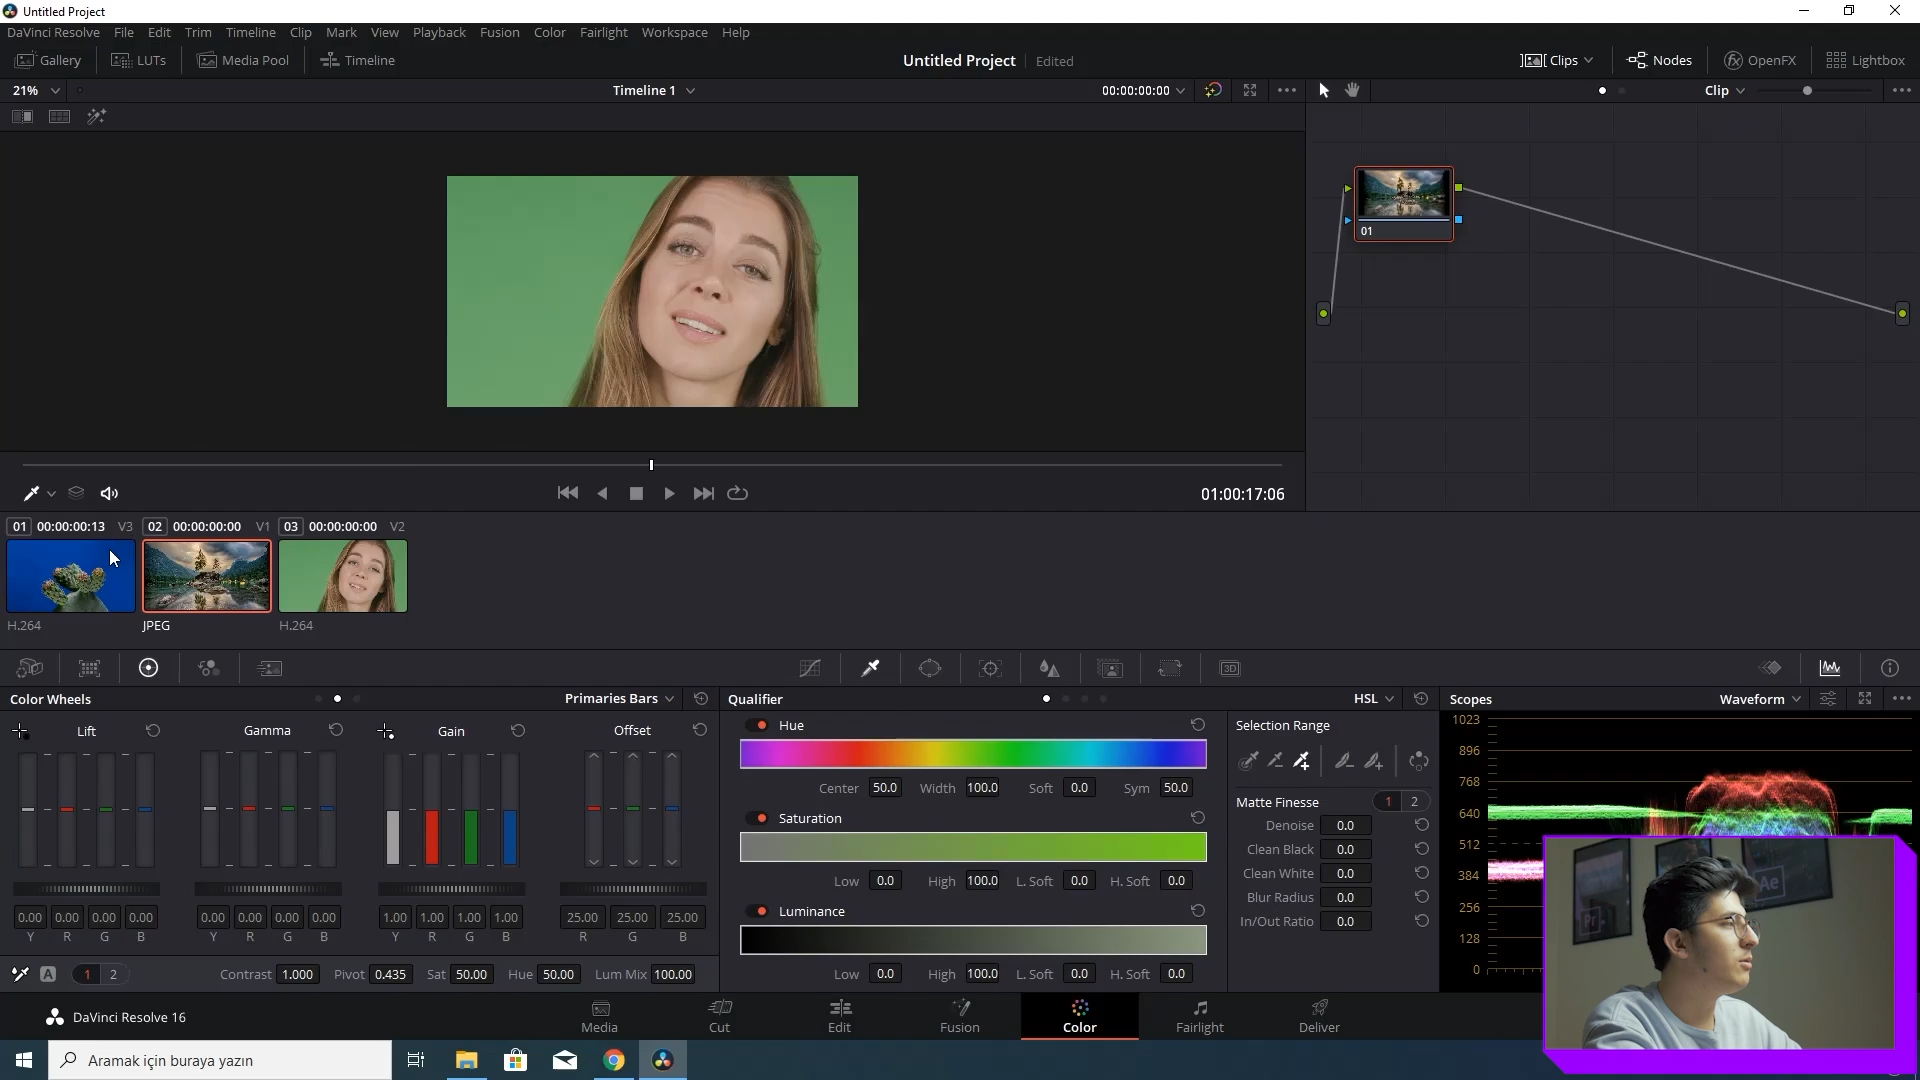 Untitled Project
DaVinci Resolve File Edit Trim Timeline Clip Mark View Playback Fusion Color Fairlight Workspace Help
Gallery LUTs Media Pool Timeline Untitled Project Edited Clips Nodes OpenFX Lightbox
21% Timeline 1 00:00:00:00 Clip
01
01:00:17:06
01 00:00:00:13 V3 02 00:00:00:00 V1 03 00:00:00:00 V2
H.264 JPEG H.264
3D
Color Wheels Primaries Bars Qualifier HSL Scopes Waveform
Lift Gamma Gain Offset
Hue
Center 50.0 Width 100.0 Soft 0.0 Sym 50.0
Saturation
Low 0.0 High 100.0 L. Soft 0.0 H. Soft 0.0
Luminance
Low 0.0 High 100.0 L. Soft 0.0 H. Soft 0.0
Selection Range
Matte Finesse 1 2
Denoise 0.0
Clean Black 0.0
Clean White 0.0
Blur Radius 0.0
In/Out Ratio 0.0
1023
896
768
640
512
384
256
128
0
0.00 0.00 0.00 0.00 0.00 0.00 0.00 0.00 1.00 1.00 1.00 1.00 25.00 25.00 25.00
Y R G B Y R G B Y R G B R G B
A 1 2 Contrast 1.000 Pivot 0.435 Sat 50.00 Hue 50.00 Lum Mix 100.00
Pr
Ae
DaVinci Resolve 16 Media Cut Edit Fusion Color Fairlight Deliver
Aramak için buraya yazın